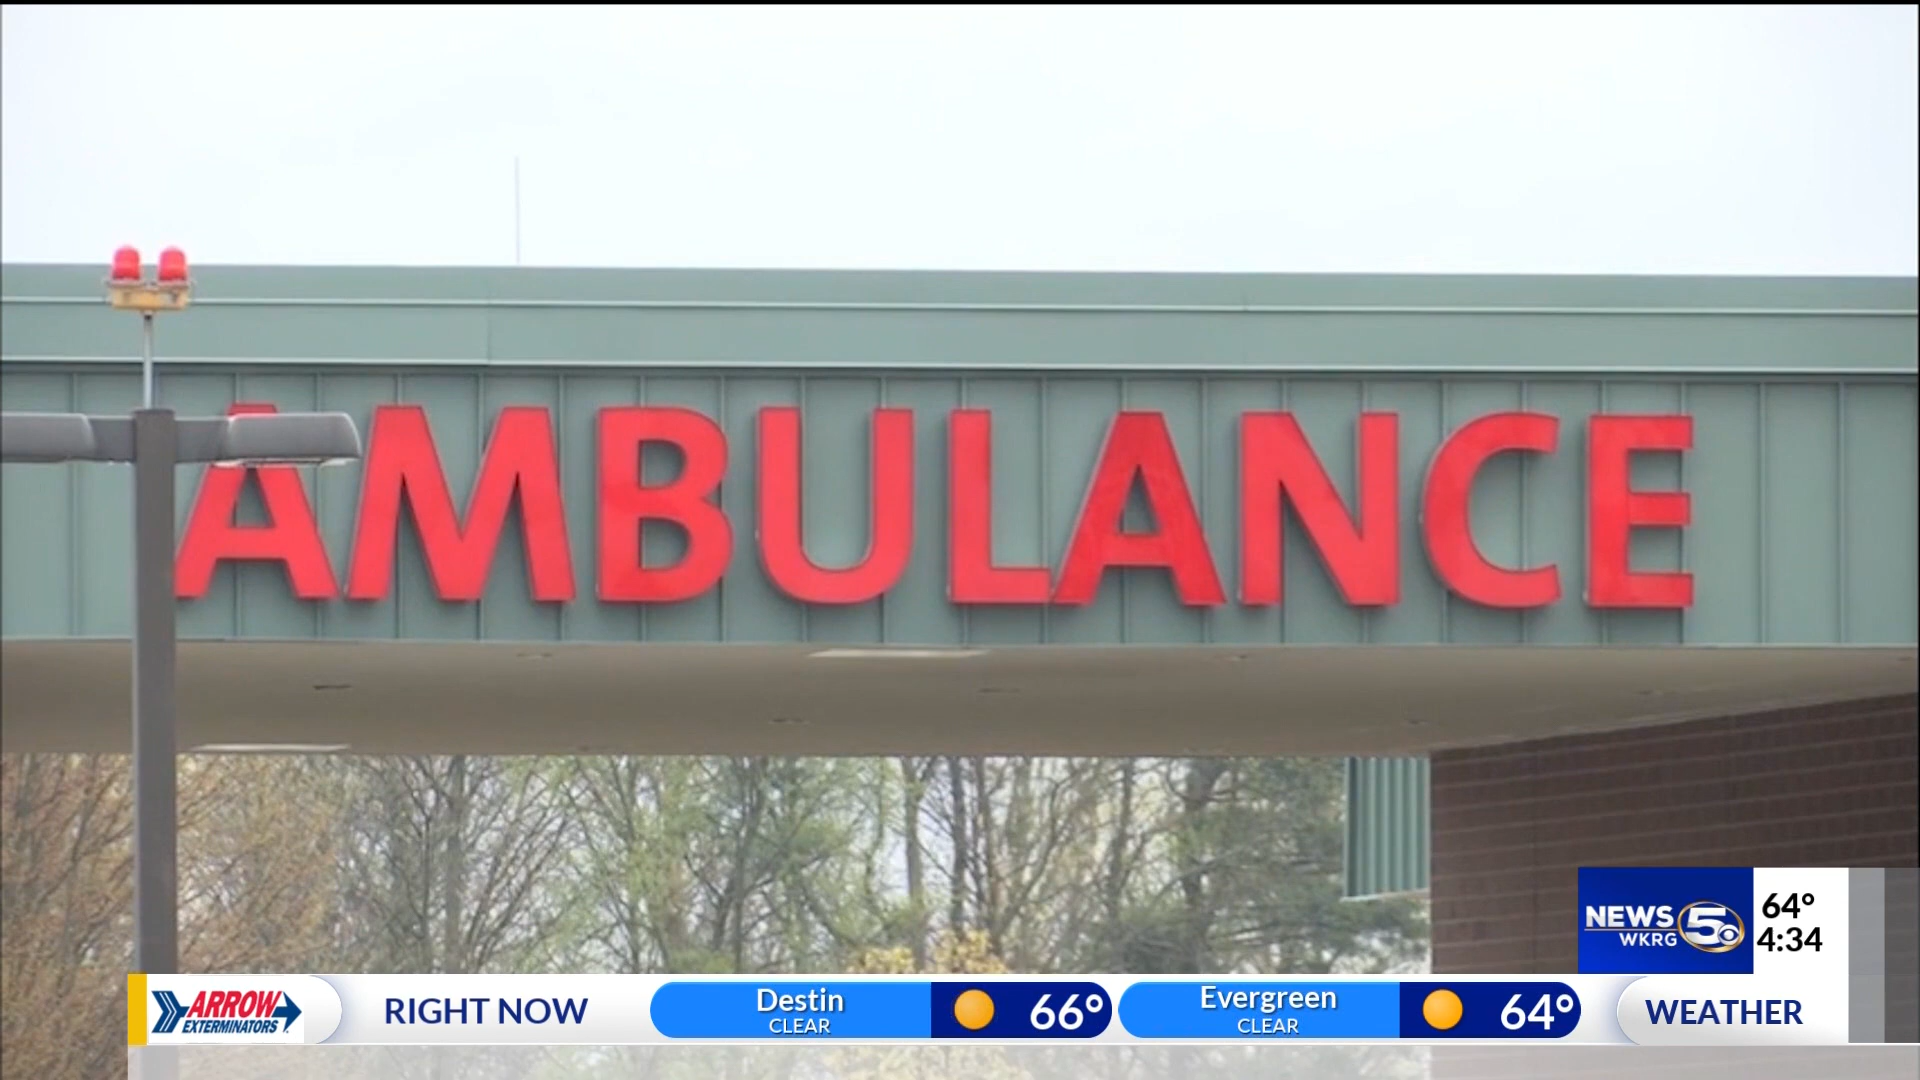 AMBULANCE
NEWS 5
WKRG
64°
4:34
ARROW
EXTERMINATORS
RIGHT NOW
Destin
CLEAR
66°
Evergreen
CLEAR
64°
WEATHER